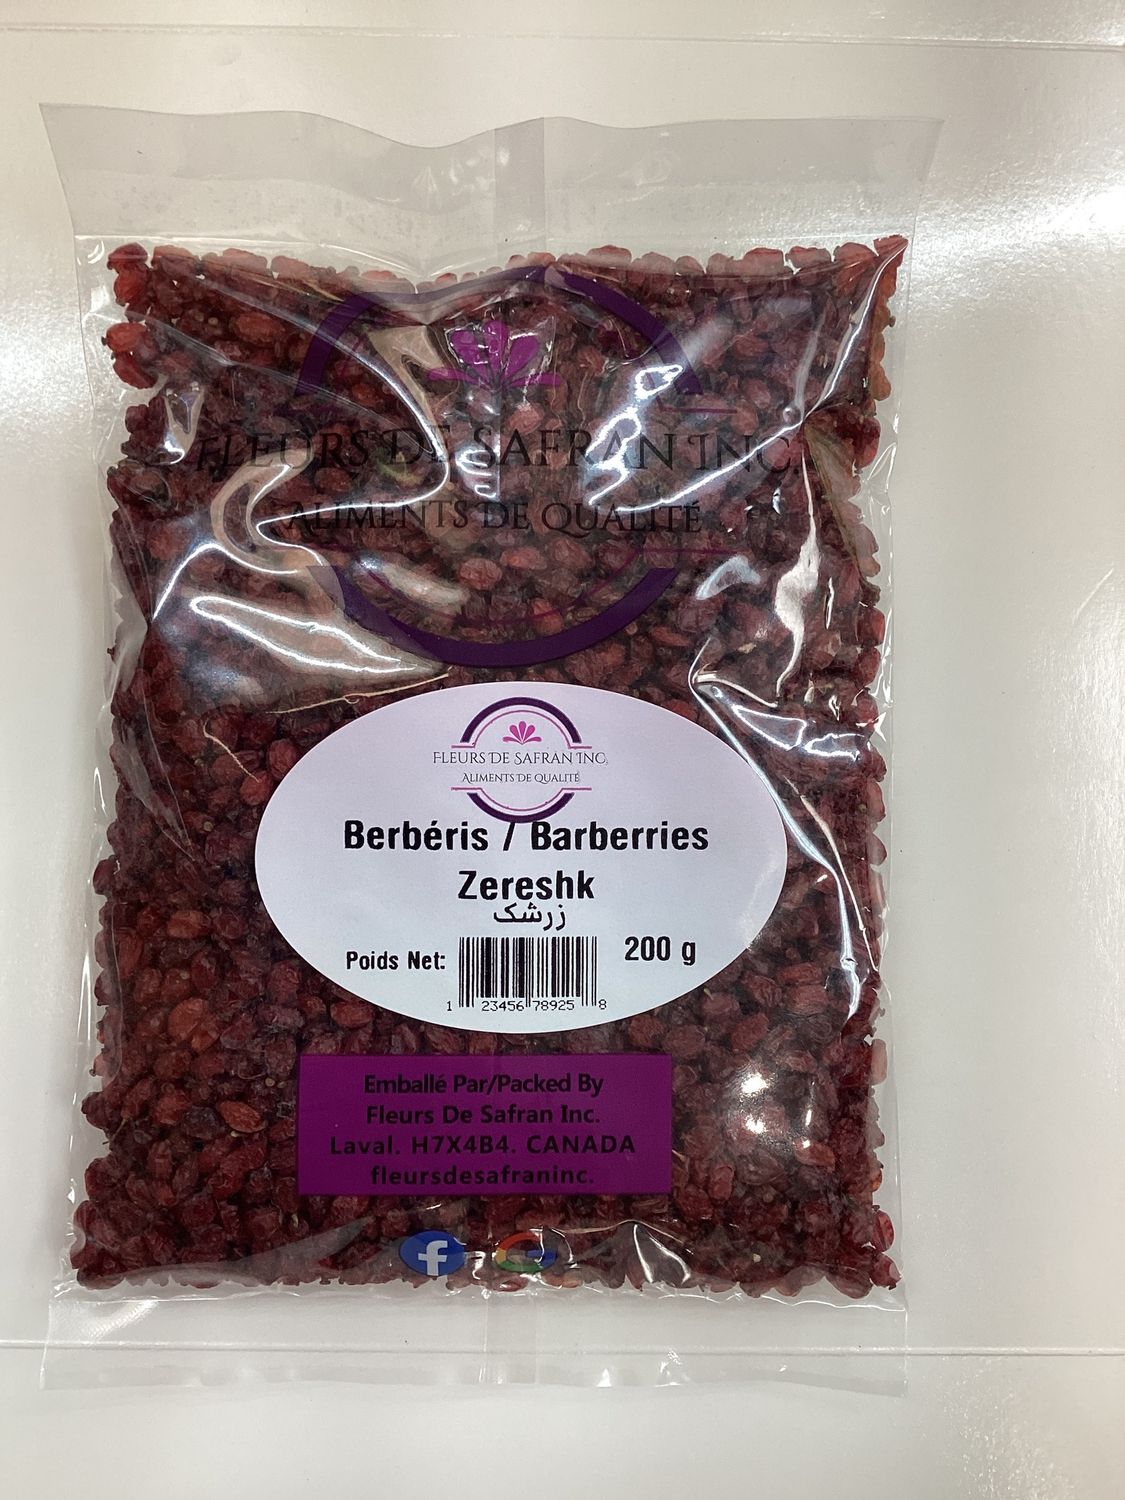 FLEURS DE SAFRAN INC.
ALIMENTS DE QUALITÉ
FLEURS DE SAFRAN INC.
ALIMENTS DE QUALITÉ
Berbéris / Barberries
Zereshk
زرشک
Poids Net:
200 g
1 23456 78925 8
Emballé Par/Packed By
Fleurs De Safran Inc.
Laval. H7X4B4. CANADA
fleursdesafraninc.
f
G